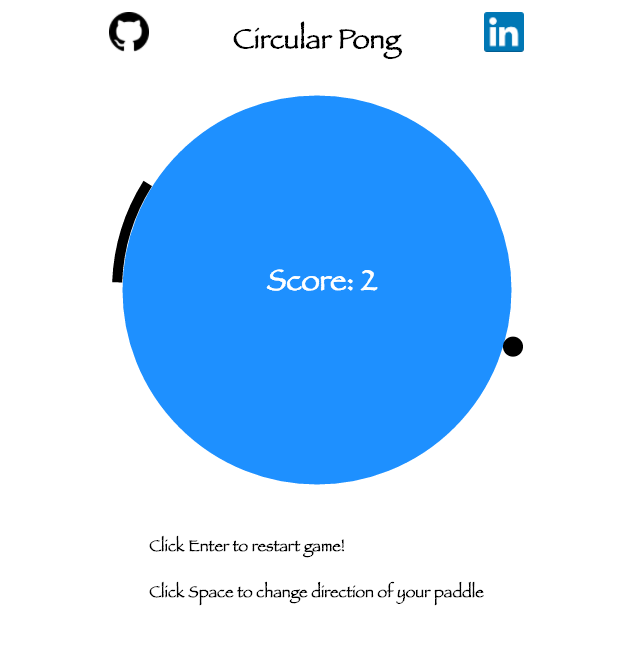 Circular Pong
in
Score: 2
Click Enter to restart game!
Click Space to change direction of your paddle